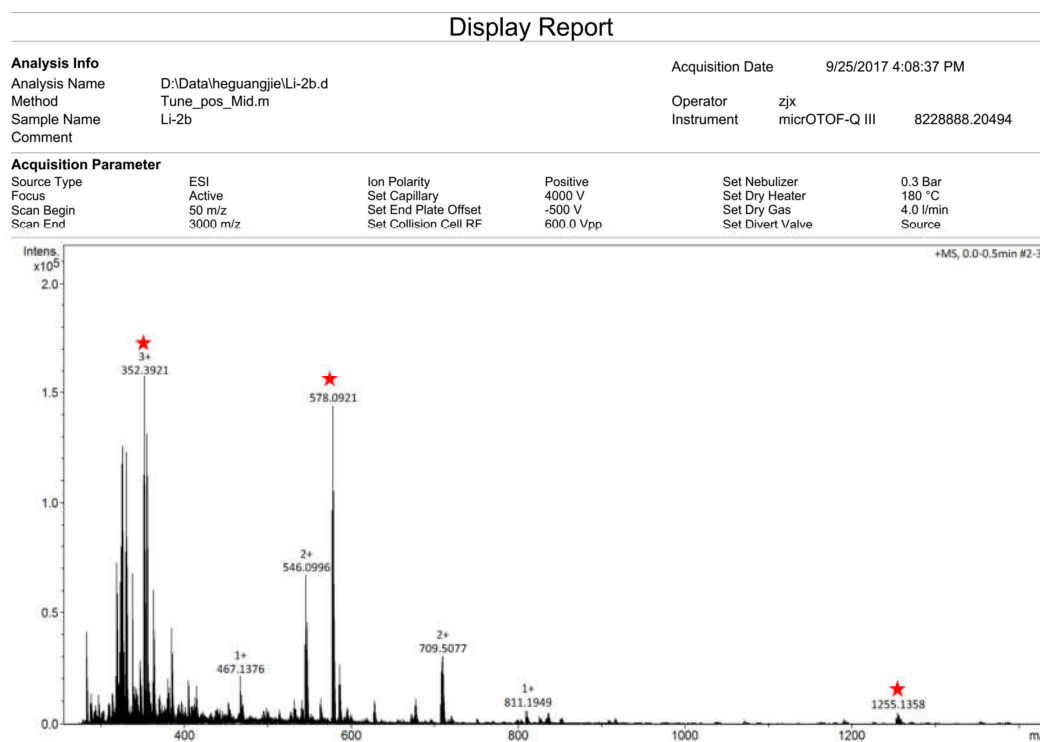 Display Report
Analysis Info
Acquisition Date 9/25/2017 4:08:37 PM
Analysis Name D:\Data\heguangjie\Li-2b.d
Method Tune_pos_Mid.m
Operator zjx
Sample Name Li-2b
Instrument micrOTOF-Q III 8228888.20494
Comment
Acquisition Parameter
Source Type ESI Ion Polarity Positive Set Nebulizer 0.3 Bar
Focus Active Set Capillary 4000 V Set Dry Heater 180 °C
Scan Begin 50 m/z Set End Plate Offset -500 V Set Dry Gas 4.0 l/min
Scan End 3000 m/z Set Collision Cell RF 600.0 Vpp Set Divert Valve Source
Intens.
x10⁵
+MS, 0.0-0.5min #2-3
2.0
3+
352.3921
578.0921
1.5
1.0
2+
546.0996
0.5
2+
709.5077
1+
467.1376
1+
811.1949
1255.1358
0.0
400 600 800 1000 1200 m